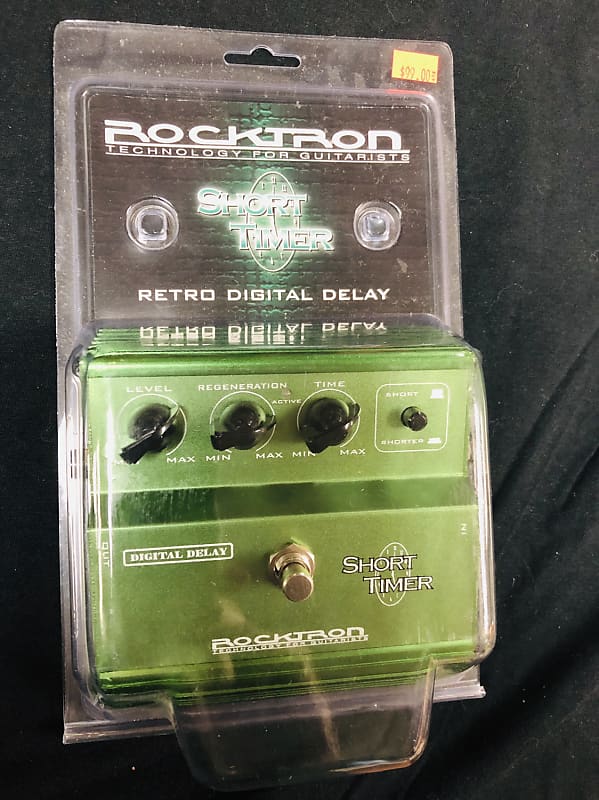 $99.00
ROCKTRON
TECHNOLOGY FOR GUITARISTS
SHORT
TIMER
RETRO DIGITAL DELAY
RETRO DIGITAL DELAY
LEVEL REGENERATION TIME
ACTIVE
SHORT
SHORTER
MAX MIN MAX MIN MAX
OUT
IN
DIGITAL DELAY
SHORT
TIMER
ROCKTRON
TECHNOLOGY FOR GUITARISTS